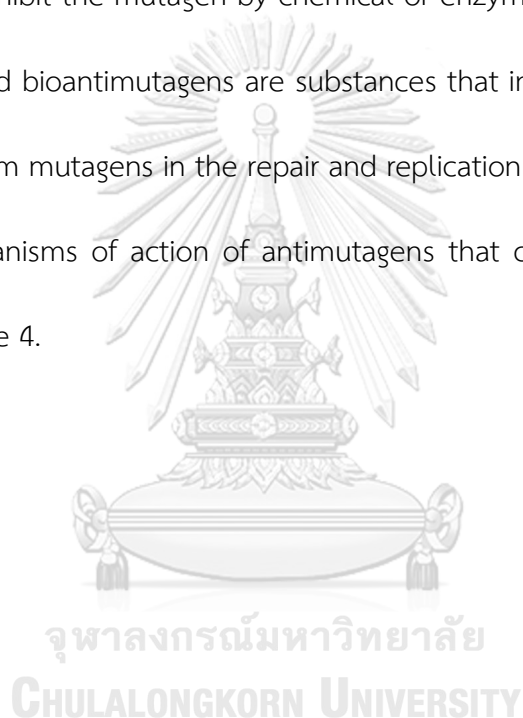 hibit the mutagen by chemical or enzym
d bioantimutagens are substances that in
m mutagens in the repair and replication
anisms of action of antimutagens that c
e 4.
จุฬาลงกรณ์มหาวิทยาลัย
CHULALONGKORN UNIVERSITY